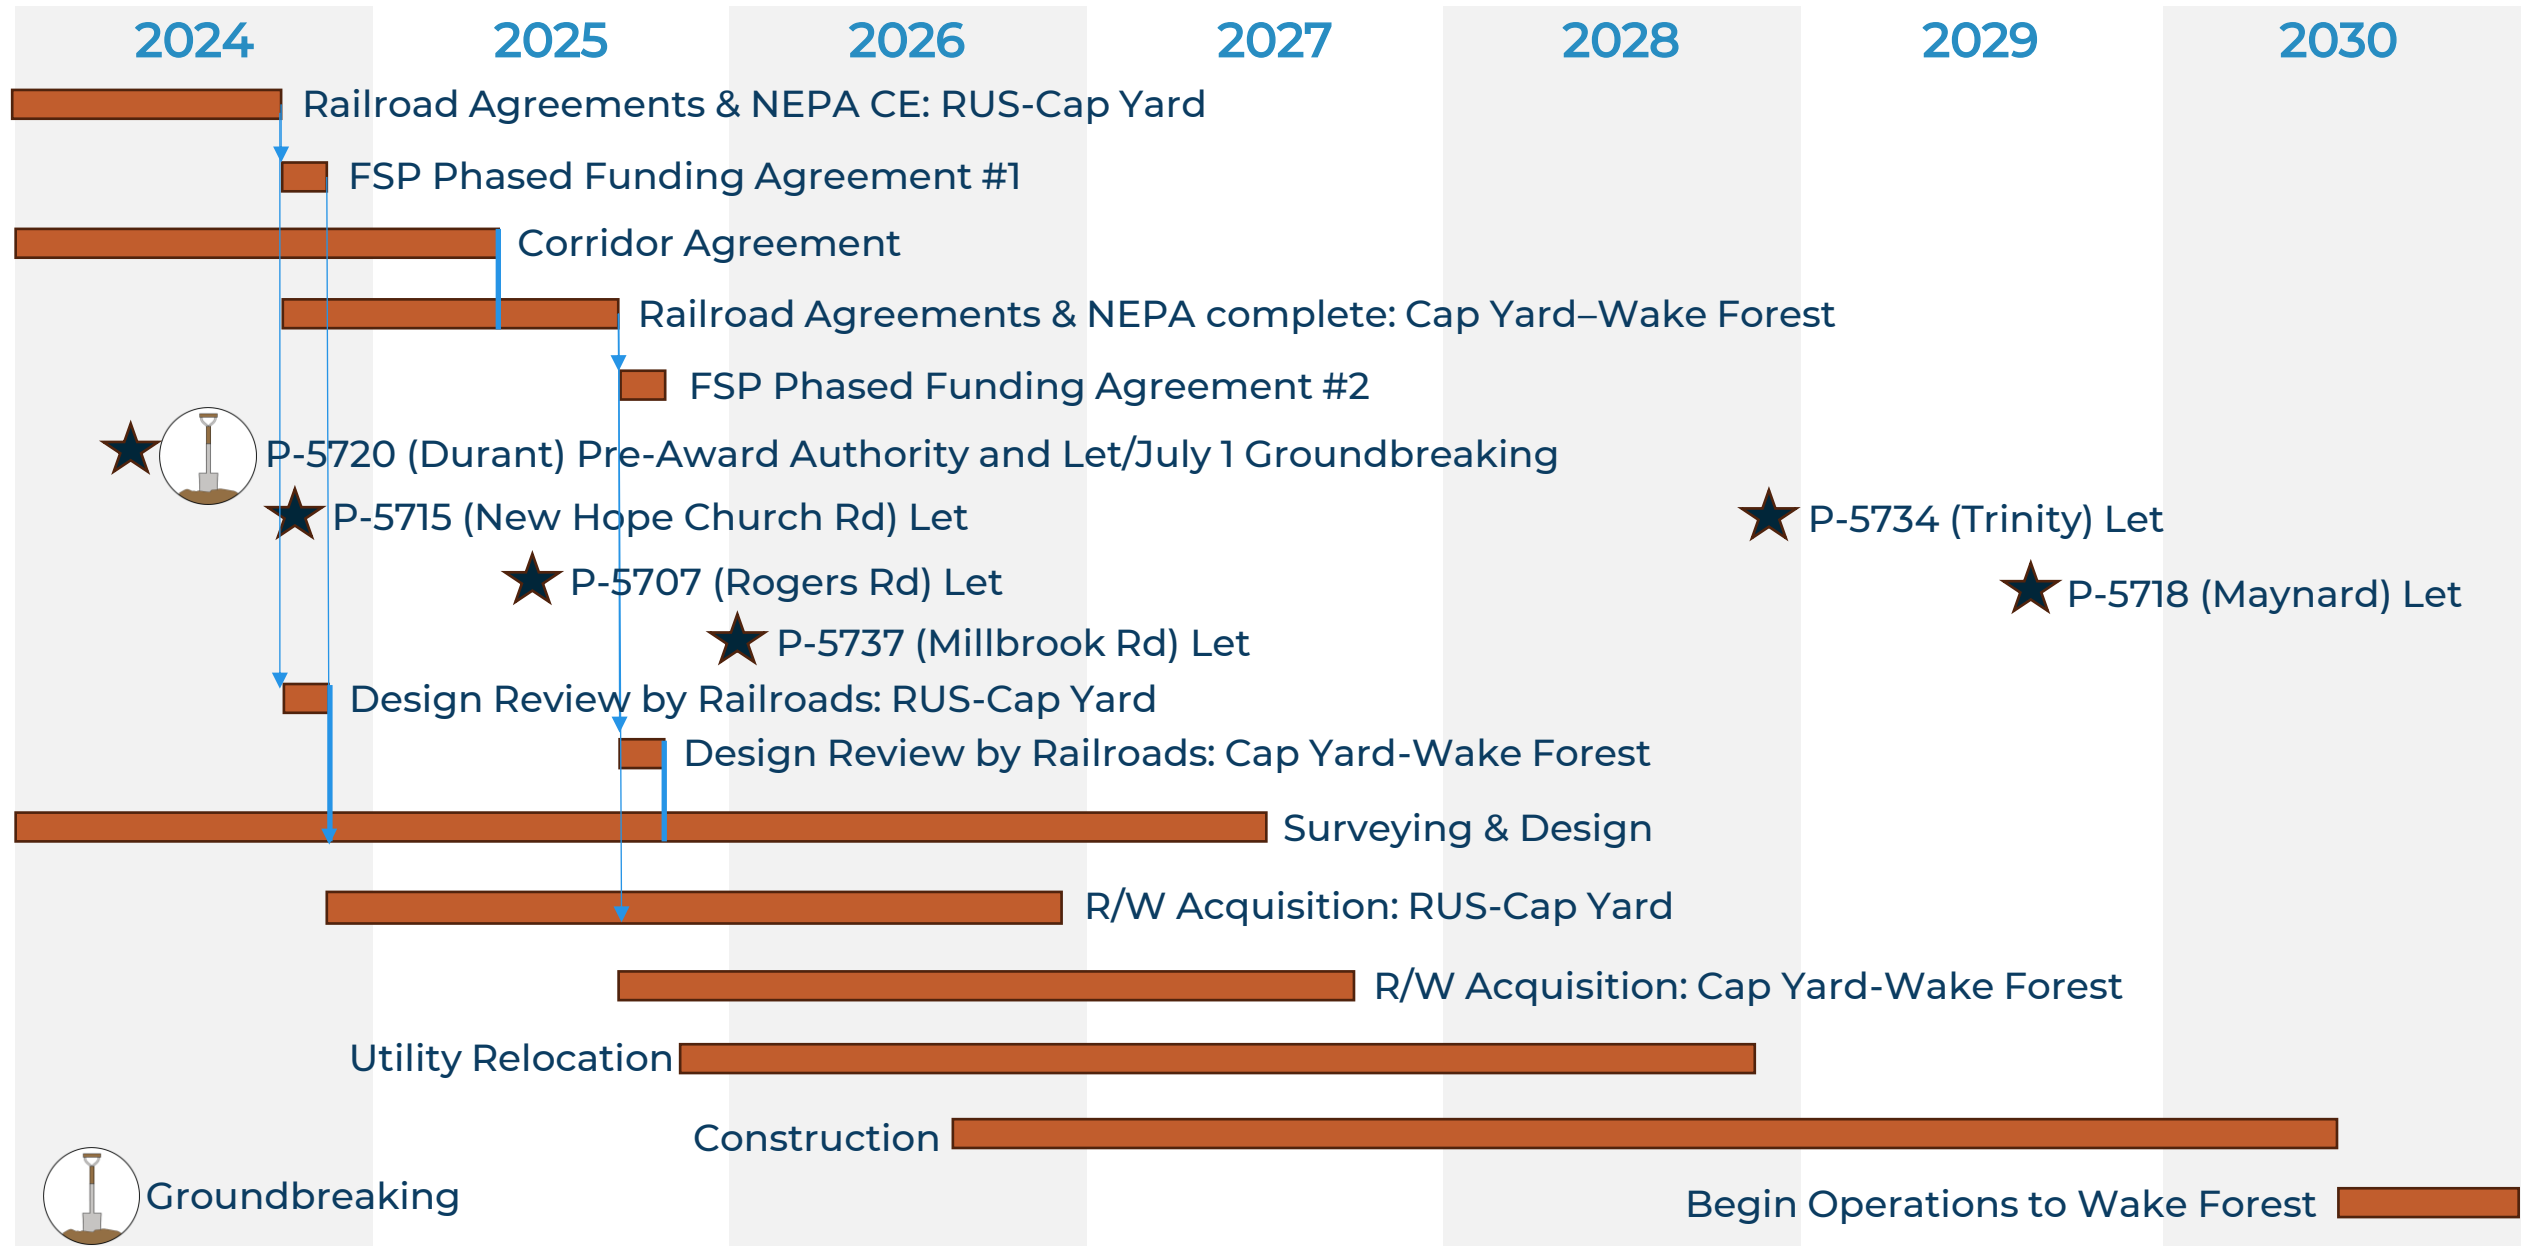 2024 2025 2026 2027 2028 2029 2030
Railroad Agreements & NEPA CE: RUS-Cap Yard
FSP Phased Funding Agreement #1
Corridor Agreement
Railroad Agreements & NEPA complete: Cap Yard–Wake Forest
FSP Phased Funding Agreement #2
P-5720 (Durant) Pre-Award Authority and Let/July 1 Groundbreaking
P-5715 (New Hope Church Rd) Let
P-5734 (Trinity) Let
P-5707 (Rogers Rd) Let
P-5718 (Maynard) Let
P-5737 (Millbrook Rd) Let
Design Review by Railroads: RUS-Cap Yard
Design Review by Railroads: Cap Yard-Wake Forest
Surveying & Design
R/W Acquisition: RUS-Cap Yard
R/W Acquisition: Cap Yard-Wake Forest
Utility Relocation
Construction
Groundbreaking
Begin Operations to Wake Forest